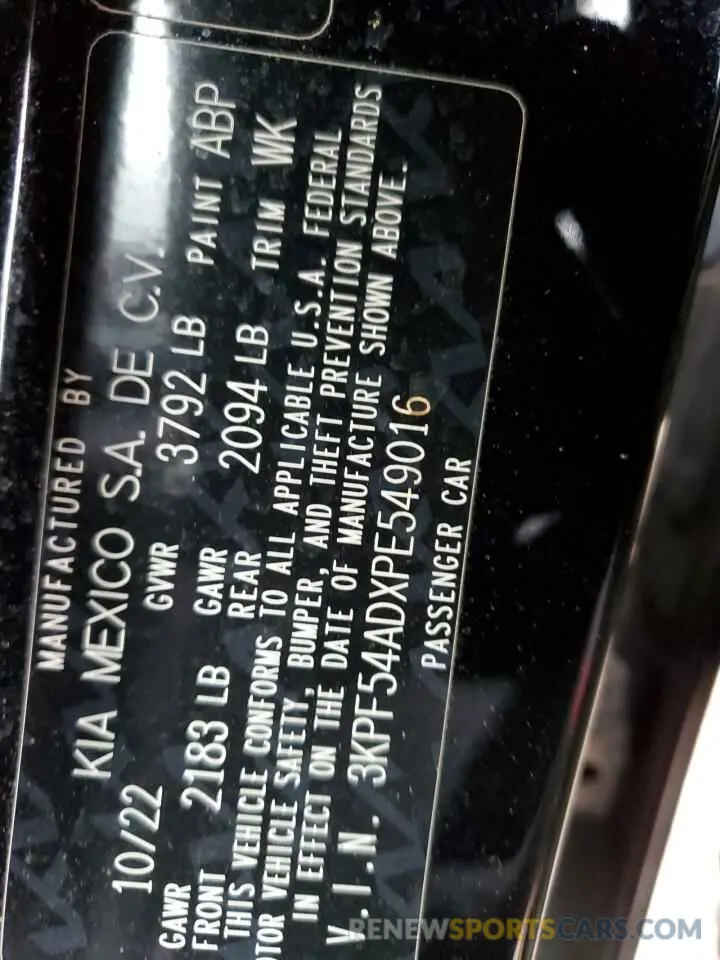 MANUFACTURED BY
KIA MEXICO S.A. DE C.V.
10/22 GVWR 3792 LB PAINT ABP
GAWR FRONT 2183 LB GAWR REAR 2094 LB TRIM WK
THIS VEHICLE CONFORMS TO ALL APPLICABLE U.S.A. FEDERAL
TOR VEHICLE SAFETY, BUMPER, AND THEFT PREVENTION STANDARDS
IN EFFECT ON THE DATE OF MANUFACTURE SHOWN ABOVE.
V.I.N. 3KPF54ADXPE549016
PASSENGER CAR
RENEWSPORTSCARS.COM